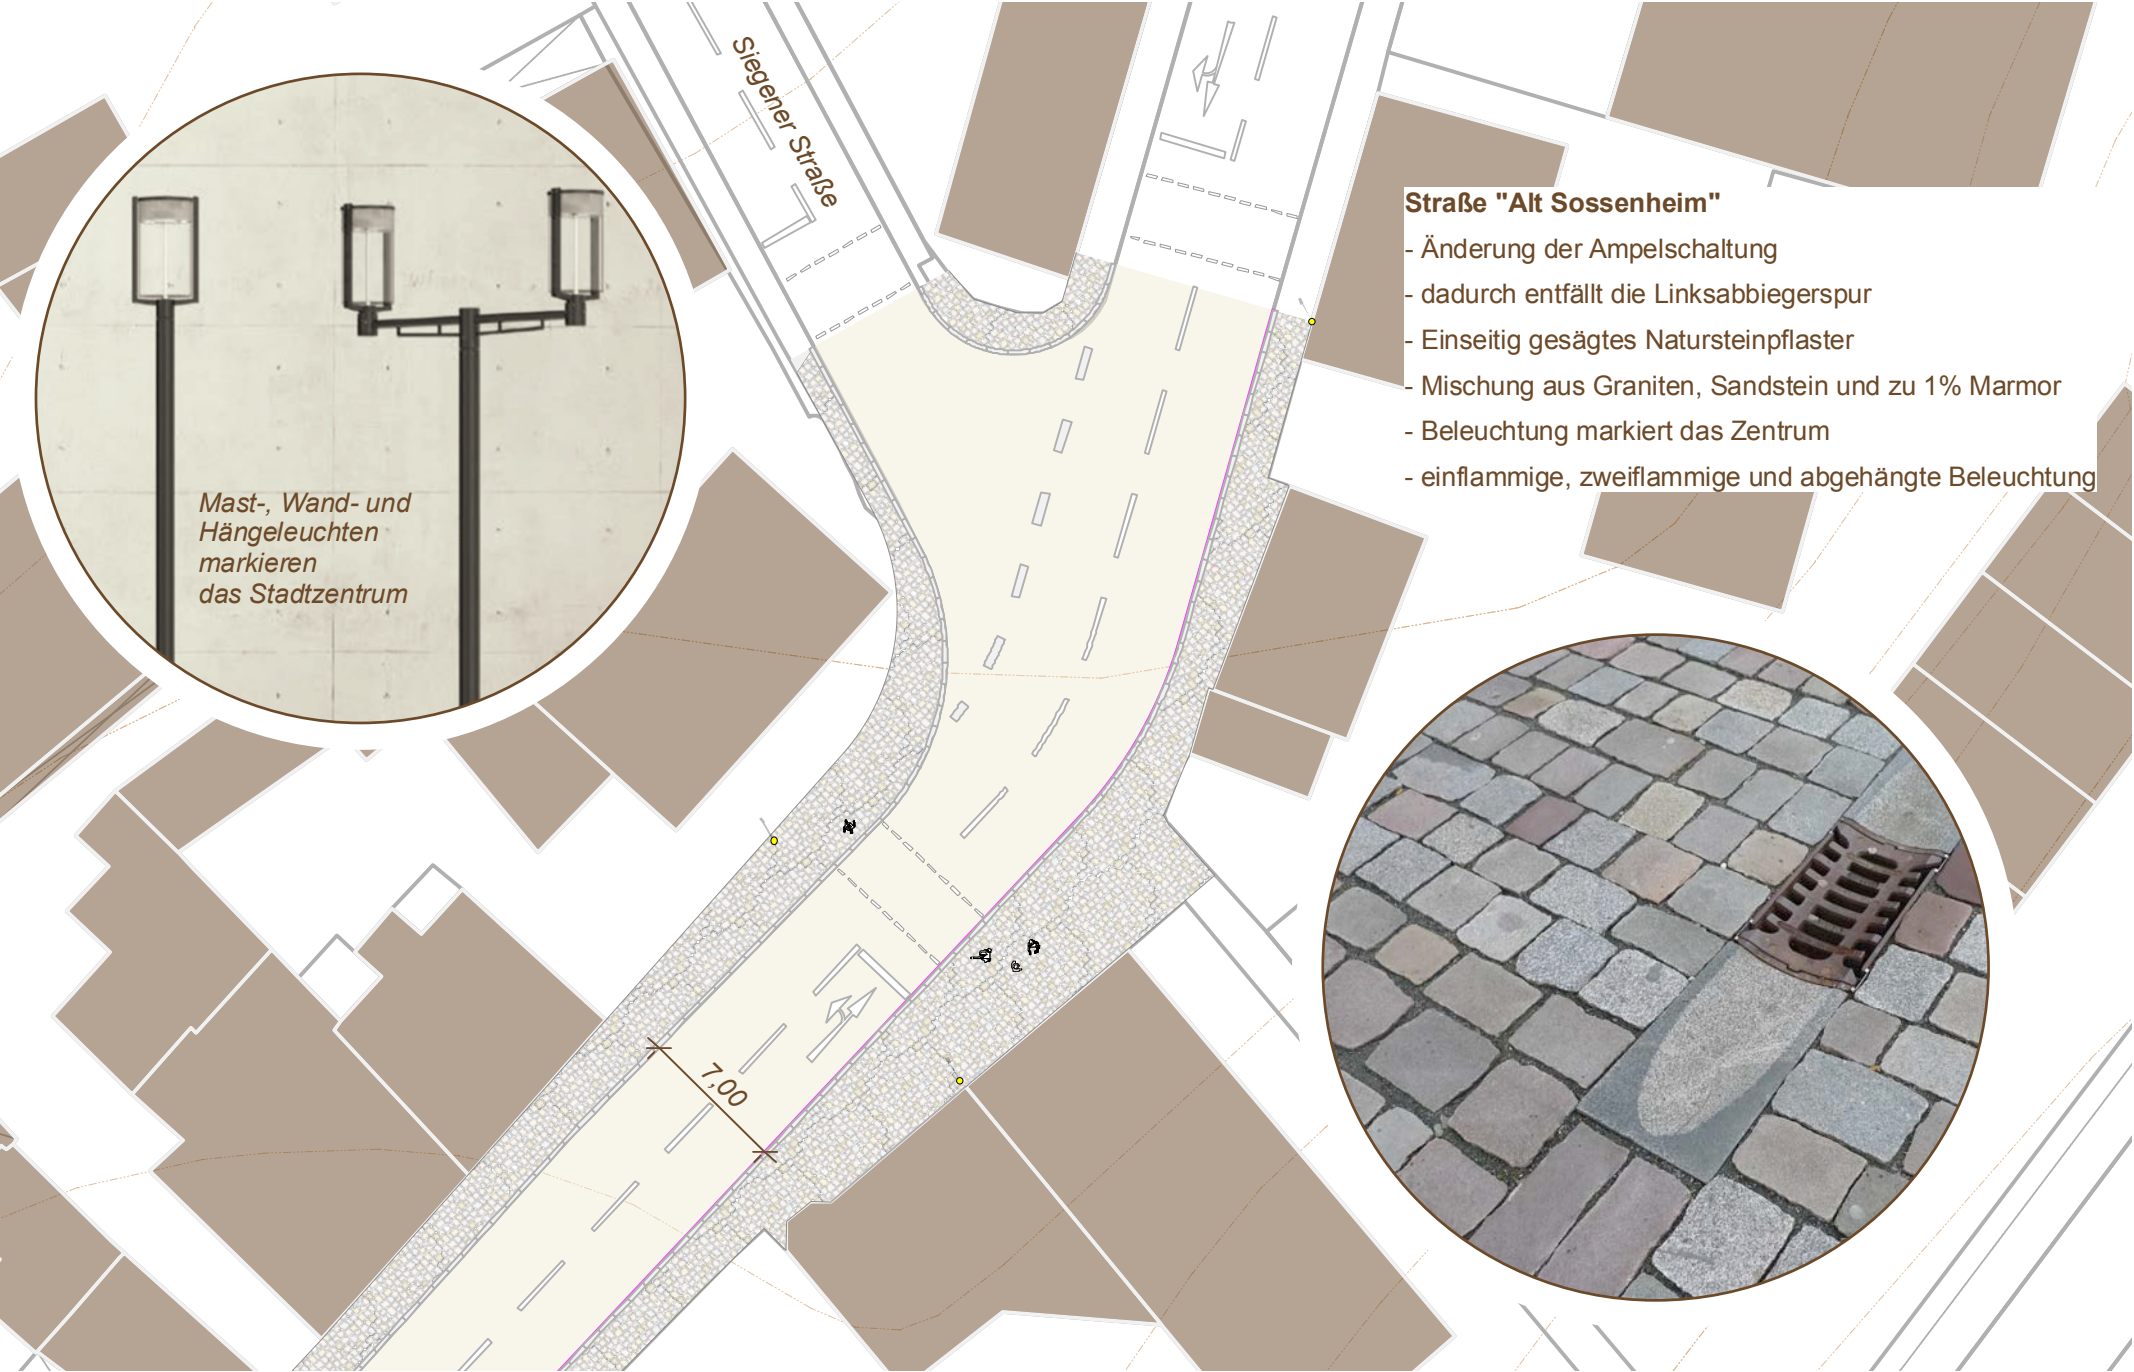 Siegener Straße
Straße "Alt Sossenheim"
- Änderung der Ampelschaltung
- dadurch entfällt die Linksabbiegerspur
- Einseitig gesägtes Natursteinpflaster
- Mischung aus Graniten, Sandstein und zu 1% Marmor
- Beleuchtung markiert das Zentrum
- einflammige, zweiflammige und abgehängte Beleuchtung
Mast-, Wand- und
Hängeleuchten
markieren
das Stadtzentrum
7,00